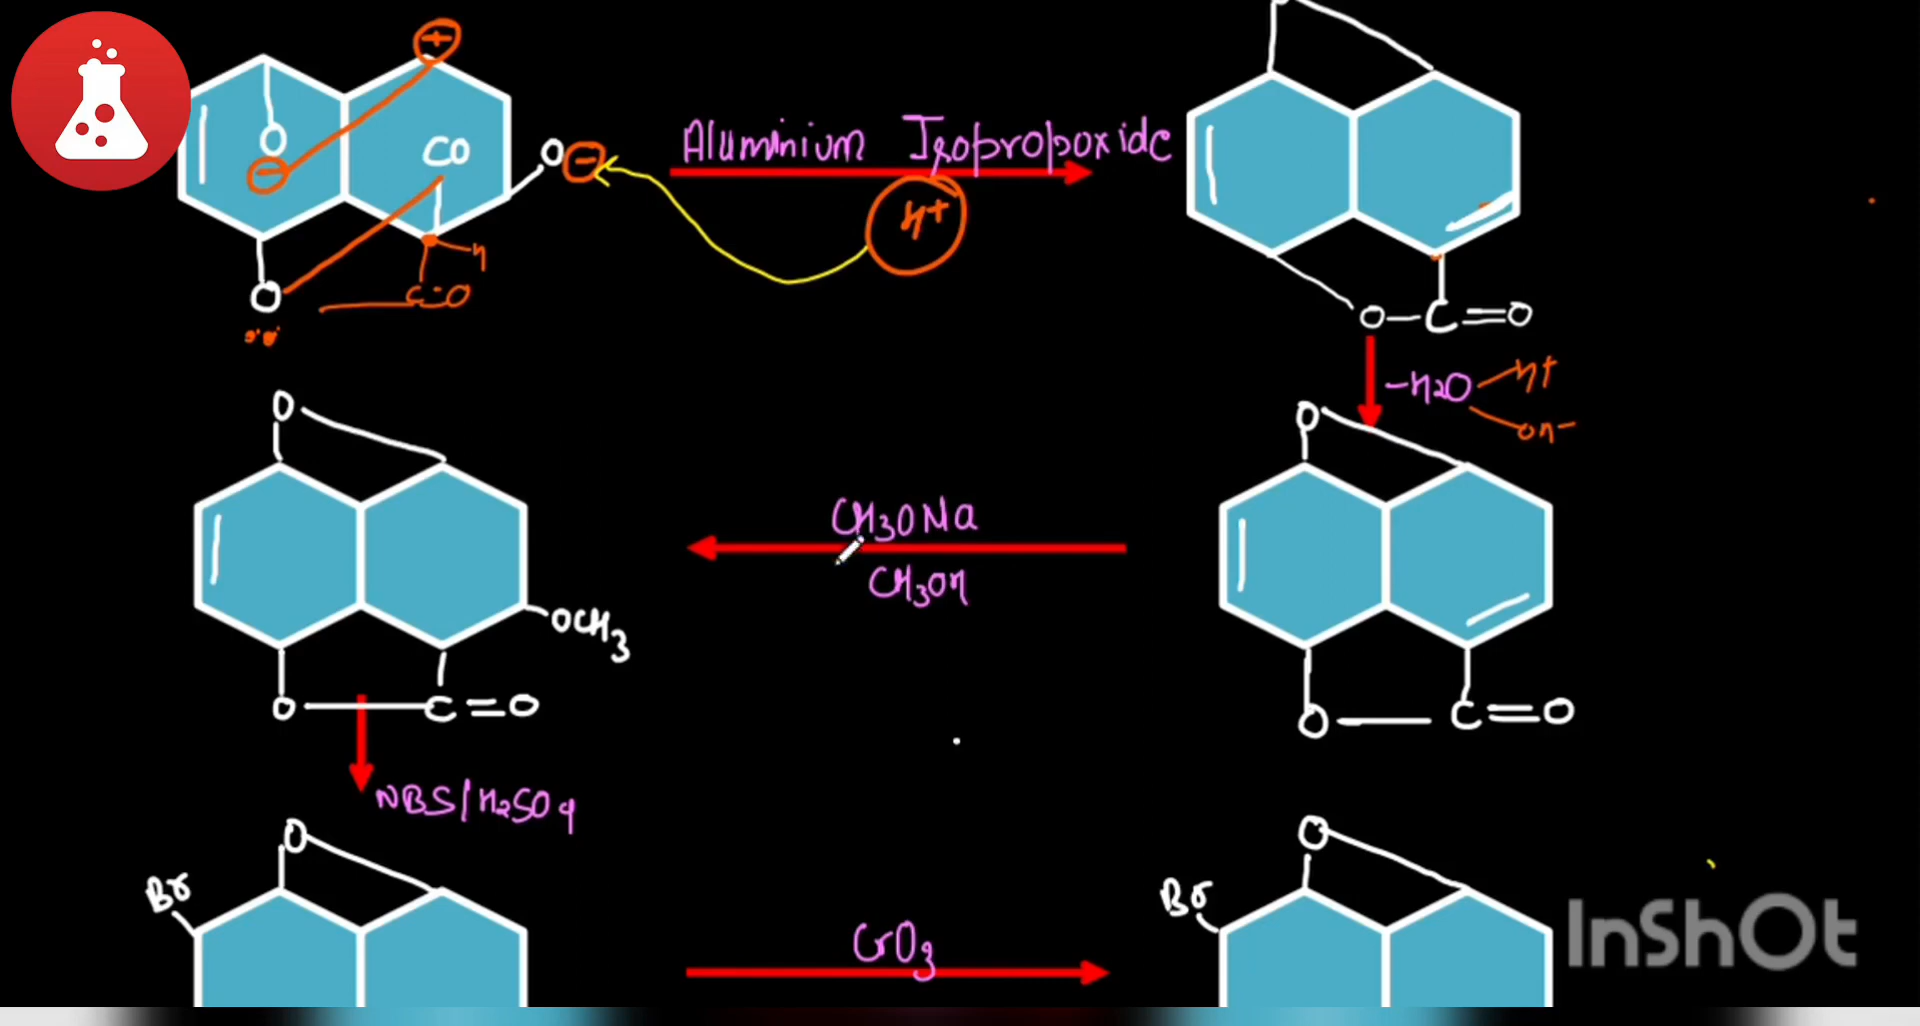 +
O
−
CO
O −
Aluminium Isopropoxide
H+
H
O
C=O
O–C=O
-H2O H+
OH-
O
O
CH3ONa
CH3OH
OCH3
O C=O
O C=O
NBS/H2SO4
O
O
Br
Br
CrO3
InShOt